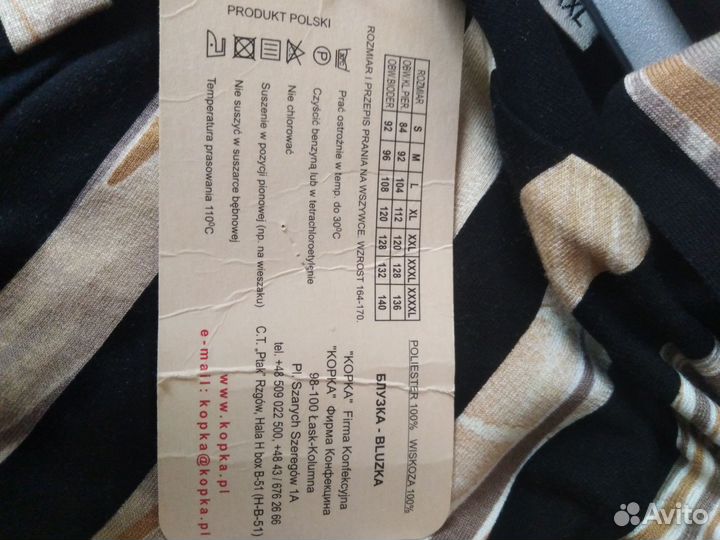 XXL
POLIESTER 100% WISKOZA 100%
БЛУЗКА - BLUZKA
"KOPKA" Firma Konfekcyjna
"KOPKA" Фирма Конфекцина
98-100 Łask-Kolumna
Pl. Szarych Szeregów 1A
tel. +48 509 022 500, +48 43 / 676 26 66
C.T. „Ptak" Rzgów, Hala H box B-51 (H-B-51)
www.kopka.pl
e-mail: kopka@kopka.pl
ROZMIAR S M L XL XXL XXXL XXXXL
OBW.KL.PIER. 84 92 104 112 120 128 136
OBW.BIODER 92 96 108 120 128 132 140
ROZMIAR I PRZEPIS PRANIA NA WSZYWCE. WZROST 164-170.
Prać ostrożnie w temp. do 30ºC
P
Czyścić benzyną lub w tetrachloroetylenie
Nie chlorować
Suszenie w pozycji pionowej (np. na wieszaku)
Nie suszyć w suszarce bębnowej
Temperatura prasowania 110ºC
PRODUKT POLSKI
Avito